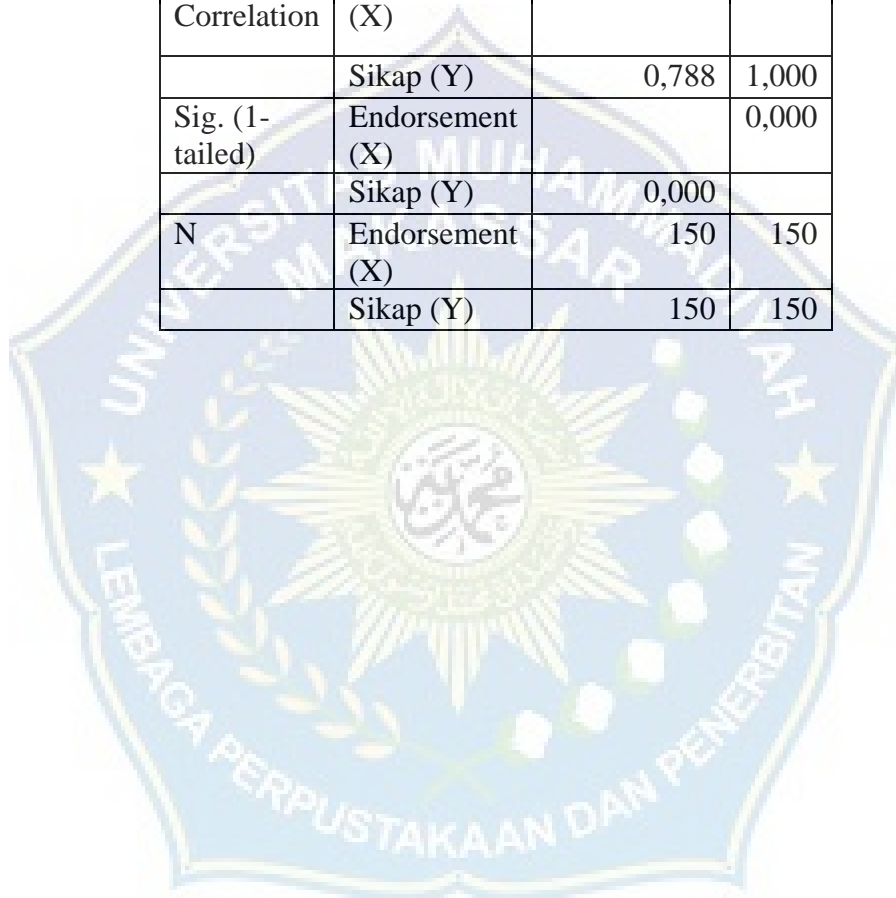 Correlation (X)
Sikap (Y) 0,788 1,000
Sig. (1- Endorsement 0,000
tailed) (X)
Sikap (Y) 0,000
N Endorsement 150 150
(X)
Sikap (Y) 150 150
UNIVERSITAS MUHAMMADIYAH
MAKASSAR
LEMBAGA PERPUSTAKAAN DAN PENERBITAN